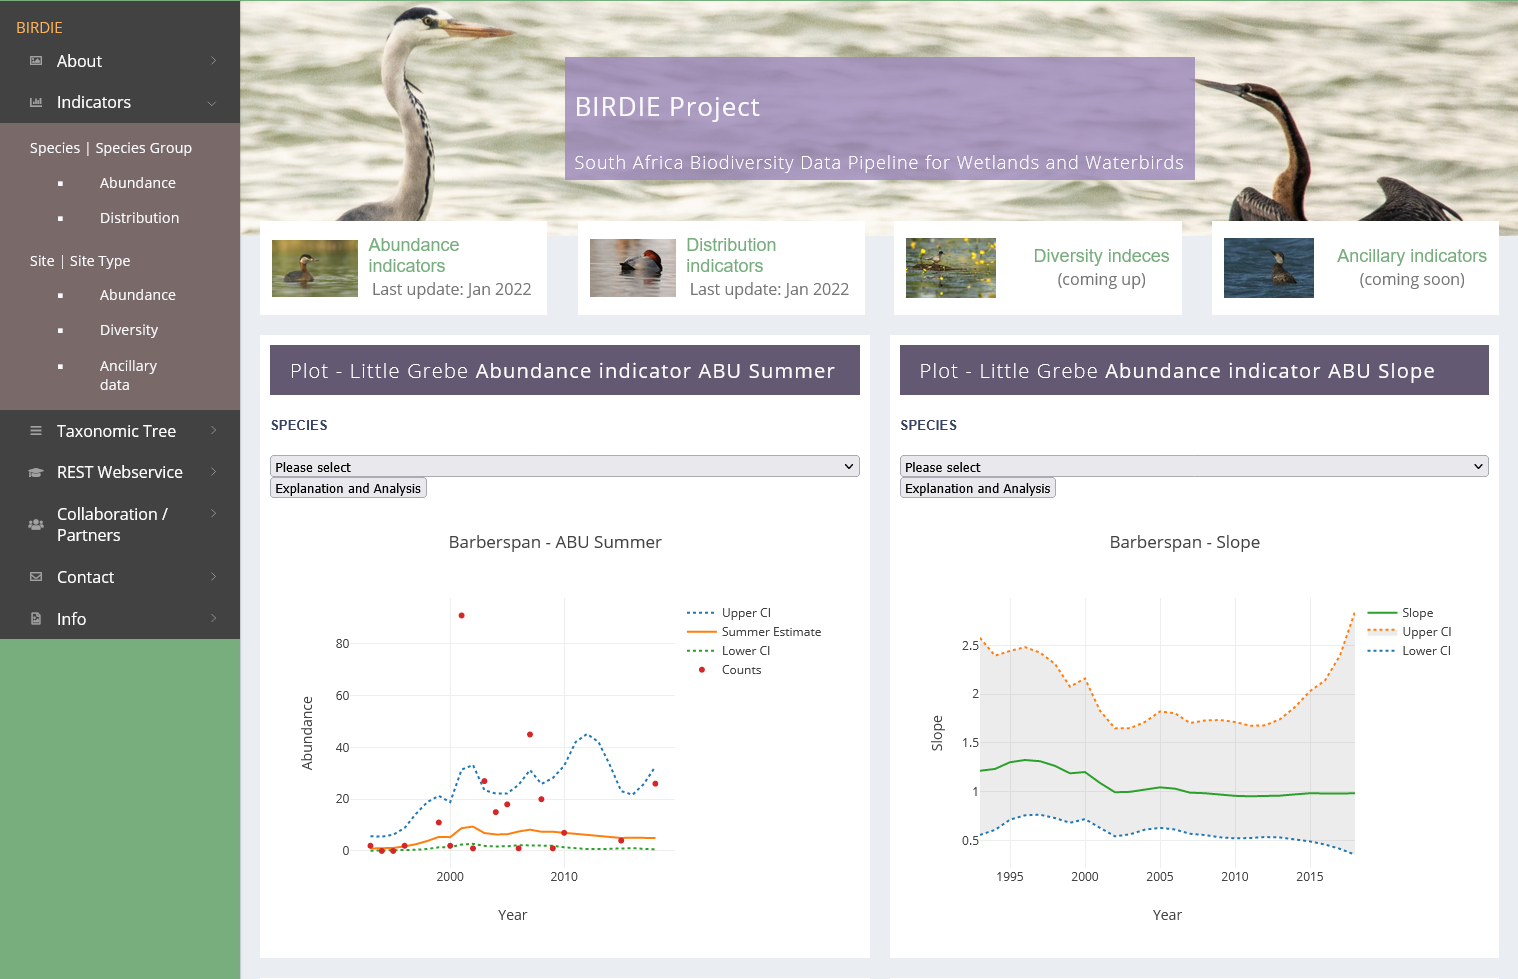 BIRDIE
About
Indicators
Species | Species Group
Abundance
Distribution
Site | Site Type
Abundance
Diversity
Ancillary
data
Taxonomic Tree
REST Webservice
Collaboration /
Partners
Contact
Info
BIRDIE Project
South Africa Biodiversity Data Pipeline for Wetlands and Waterbirds
Abundance
indicators
Last update: Jan 2022
Distribution
indicators
Last update: Jan 2022
Diversity indeces
(coming up)
Ancillary indicators
(coming soon)
Plot - Little Grebe Abundance indicator ABU Summer
SPECIES
Please select
Explanation and Analysis
Barberspan - ABU Summer
Upper CI
Summer Estimate
Lower CI
Counts
80
60
40
20
0
Abundance
2000 2010
Year
Plot - Little Grebe Abundance indicator ABU Slope
SPECIES
Please select
Explanation and Analysis
Barberspan - Slope
Slope
Upper CI
Lower CI
2.5
2
1.5
1
0.5
Slope
1995 2000 2005 2010 2015
Year